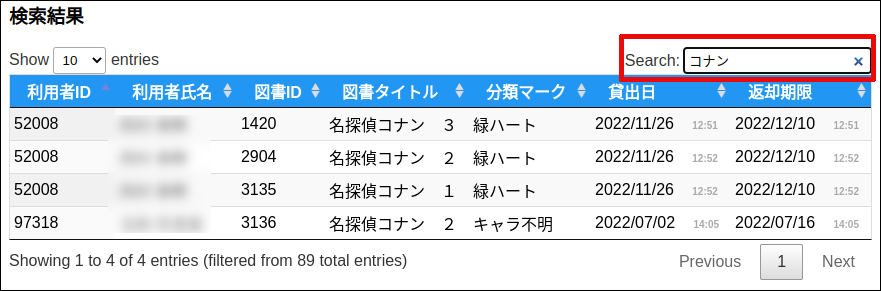 検索結果
Show 10 entries Search: コナン ×
利用者ID 利用者氏名 図書ID 図書タイトル 分類マーク 貸出日 返却期限
52008 1420 名探偵コナン 3 緑ハート 2022/11/26 12:51 2022/12/10 12:51
52008 2904 名探偵コナン 2 緑ハート 2022/11/26 12:52 2022/12/10 12:52
52008 3135 名探偵コナン 1 緑ハート 2022/11/26 12:52 2022/12/10 12:52
97318 3136 名探偵コナン 2 キャラ不明 2022/07/02 14:05 2022/07/16 14:05
Showing 1 to 4 of 4 entries (filtered from 89 total entries) Previous 1 Next